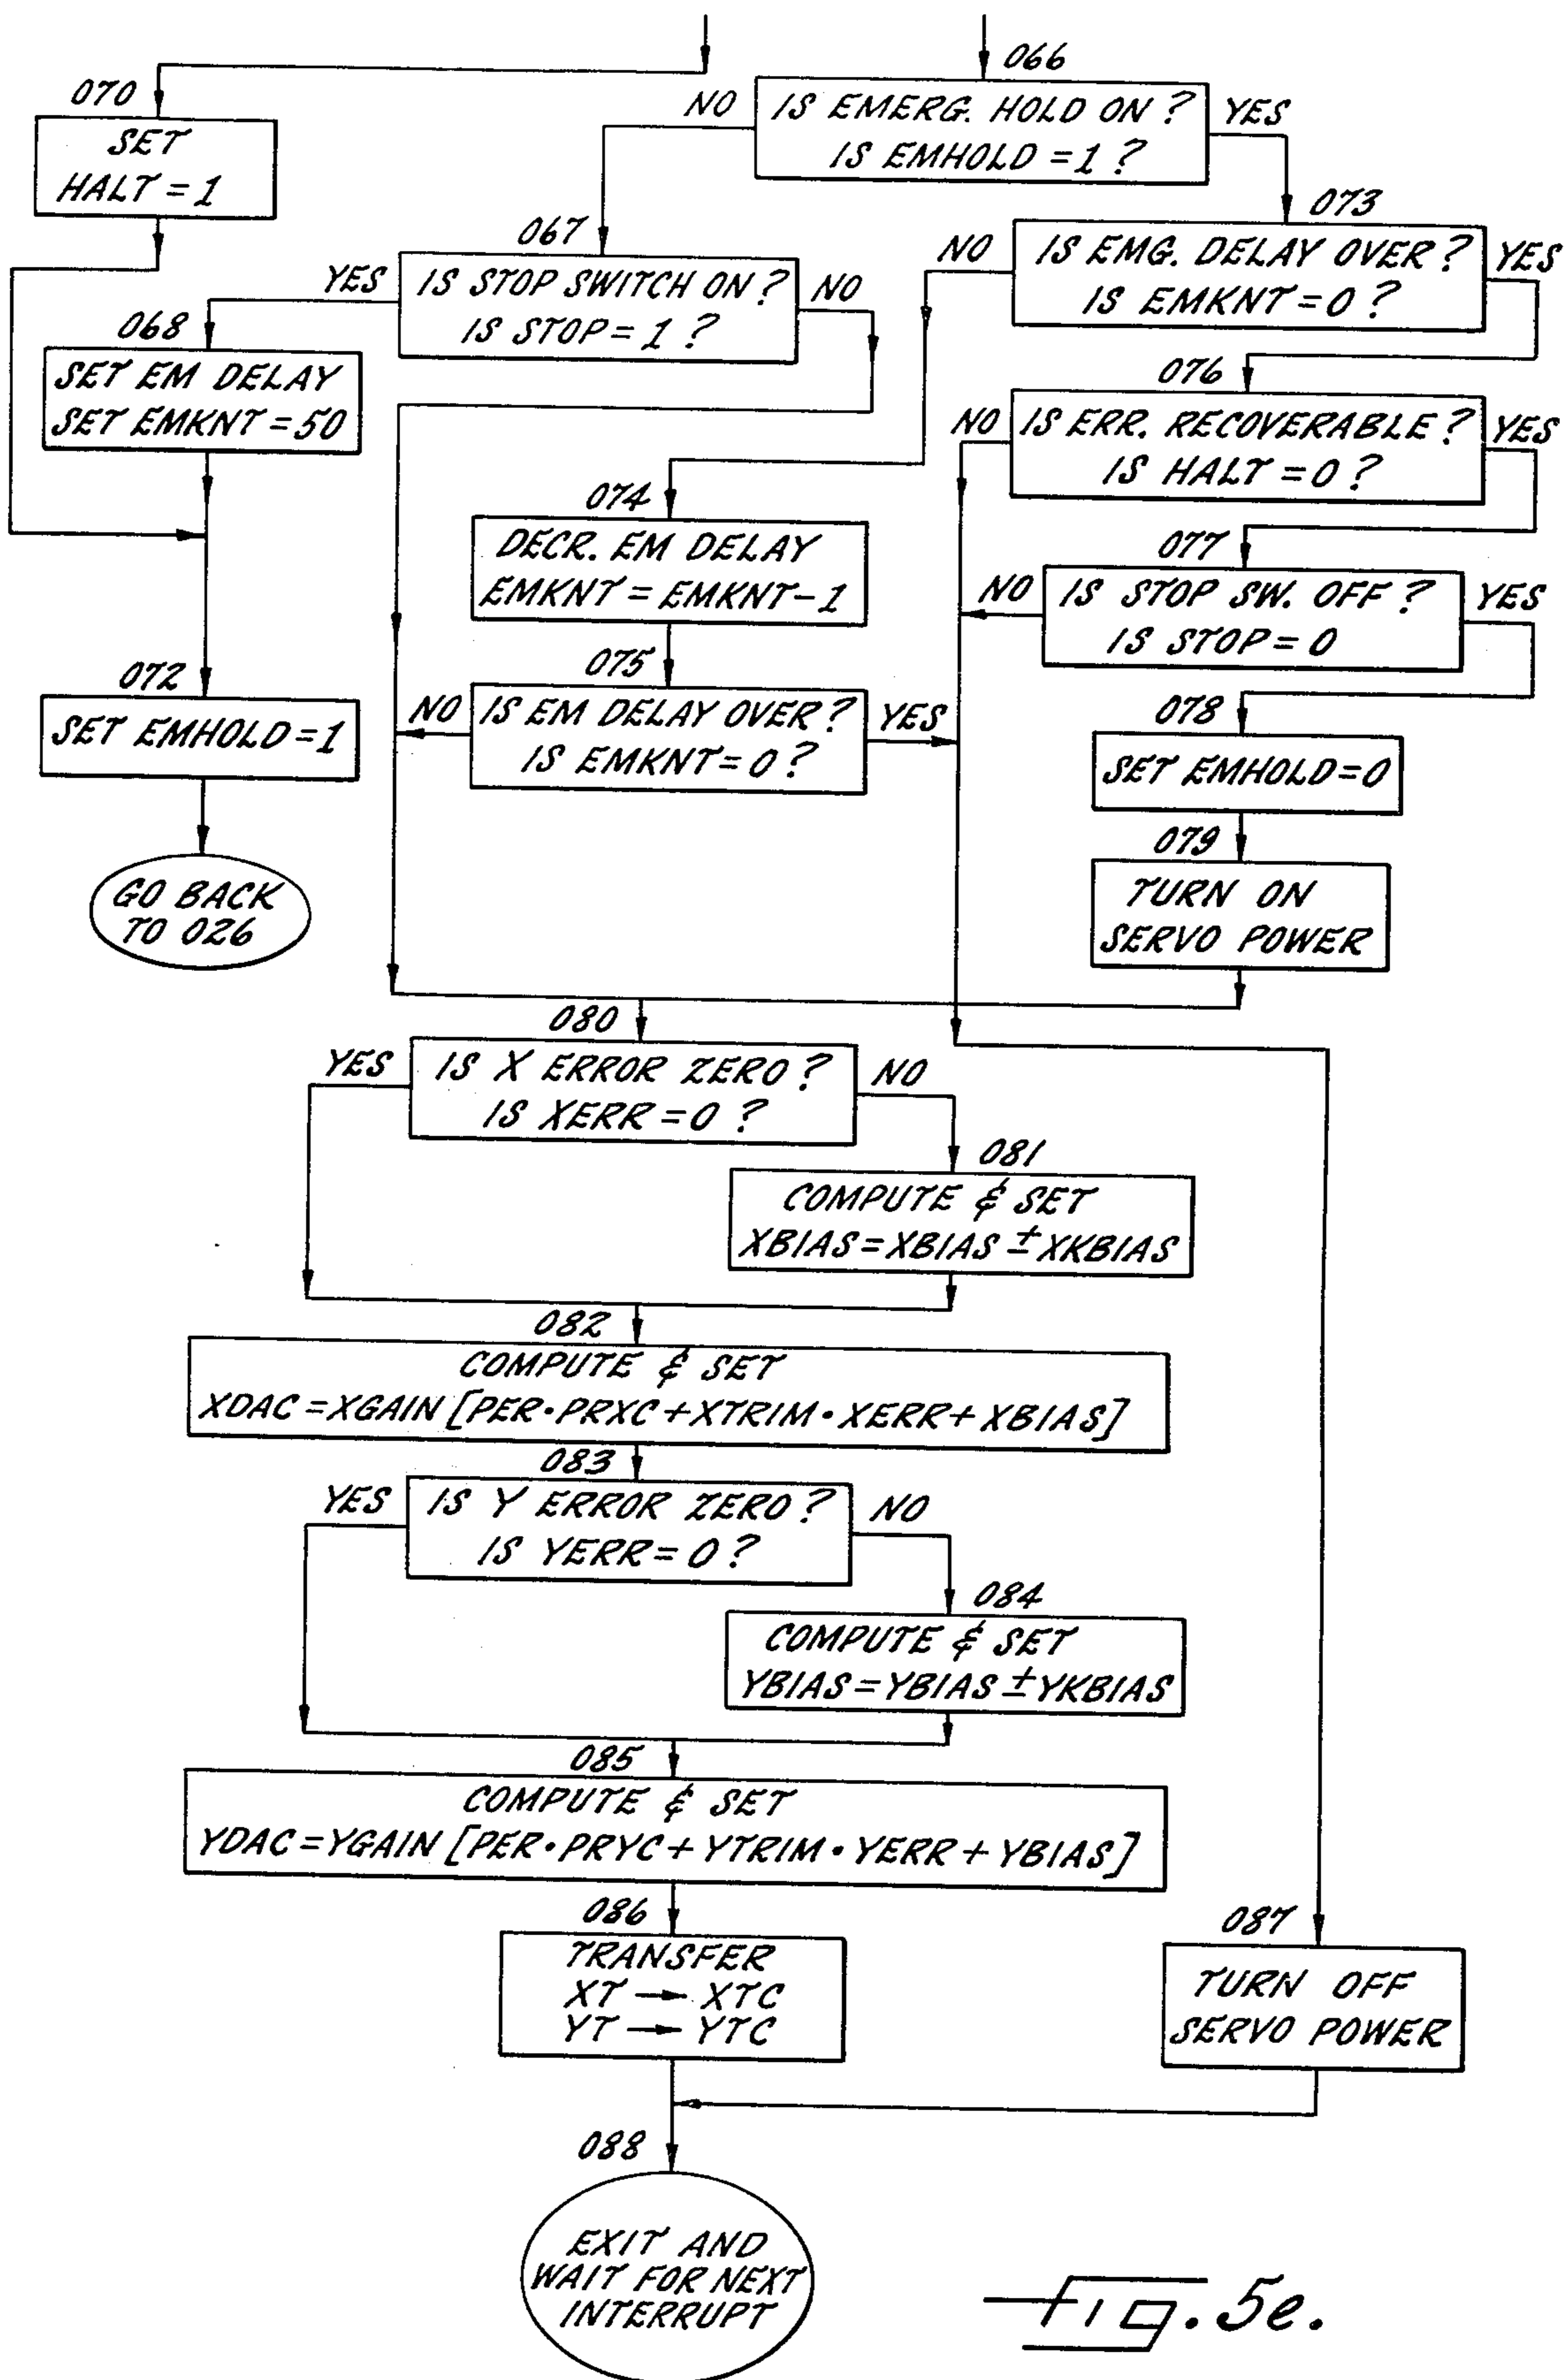 066
070
NO
IS EMERG. HOLD ON ?
IS EMHOLD = 1 ?
YES
SET
HALT = 1
067
073
YES
IS STOP SWITCH ON ?
IS STOP = 1 ?
NO
NO
IS EMG. DELAY OVER ?
IS EMKNT = 0 ?
YES
068
SET EM DELAY
SET EMKNT = 50
076
NO
IS ERR. RECOVERABLE ?
IS HALT = 0 ?
YES
074
DECR. EM DELAY
EMKNT = EMKNT - 1
077
NO
IS STOP SW. OFF ?
IS STOP = 0
YES
072
SET EMHOLD = 1
075
NO
IS EM DELAY OVER ?
IS EMKNT = 0 ?
YES
078
SET EMHOLD = 0
GO BACK
TO 026
079
TURN ON
SERVO POWER
080
YES
IS X ERROR ZERO ?
IS XERR = 0 ?
NO
081
COMPUTE & SET
XBIAS = XBIAS ± XKBIAS
082
COMPUTE & SET
XDAC = XGAIN [PER • PRXC + XTRIM • XERR + XBIAS]
083
YES
IS Y ERROR ZERO ?
IS YERR = 0 ?
NO
084
COMPUTE & SET
YBIAS = YBIAS ± YKBIAS
085
COMPUTE & SET
YDAC = YGAIN [PER • PRYC + YTRIM • YERR + YBIAS]
086
TRANSFER
XT → XTC
YT → YTC
087
TURN OFF
SERVO POWER
088
EXIT AND
WAIT FOR NEXT
INTERRUPT
Fig. 5e.